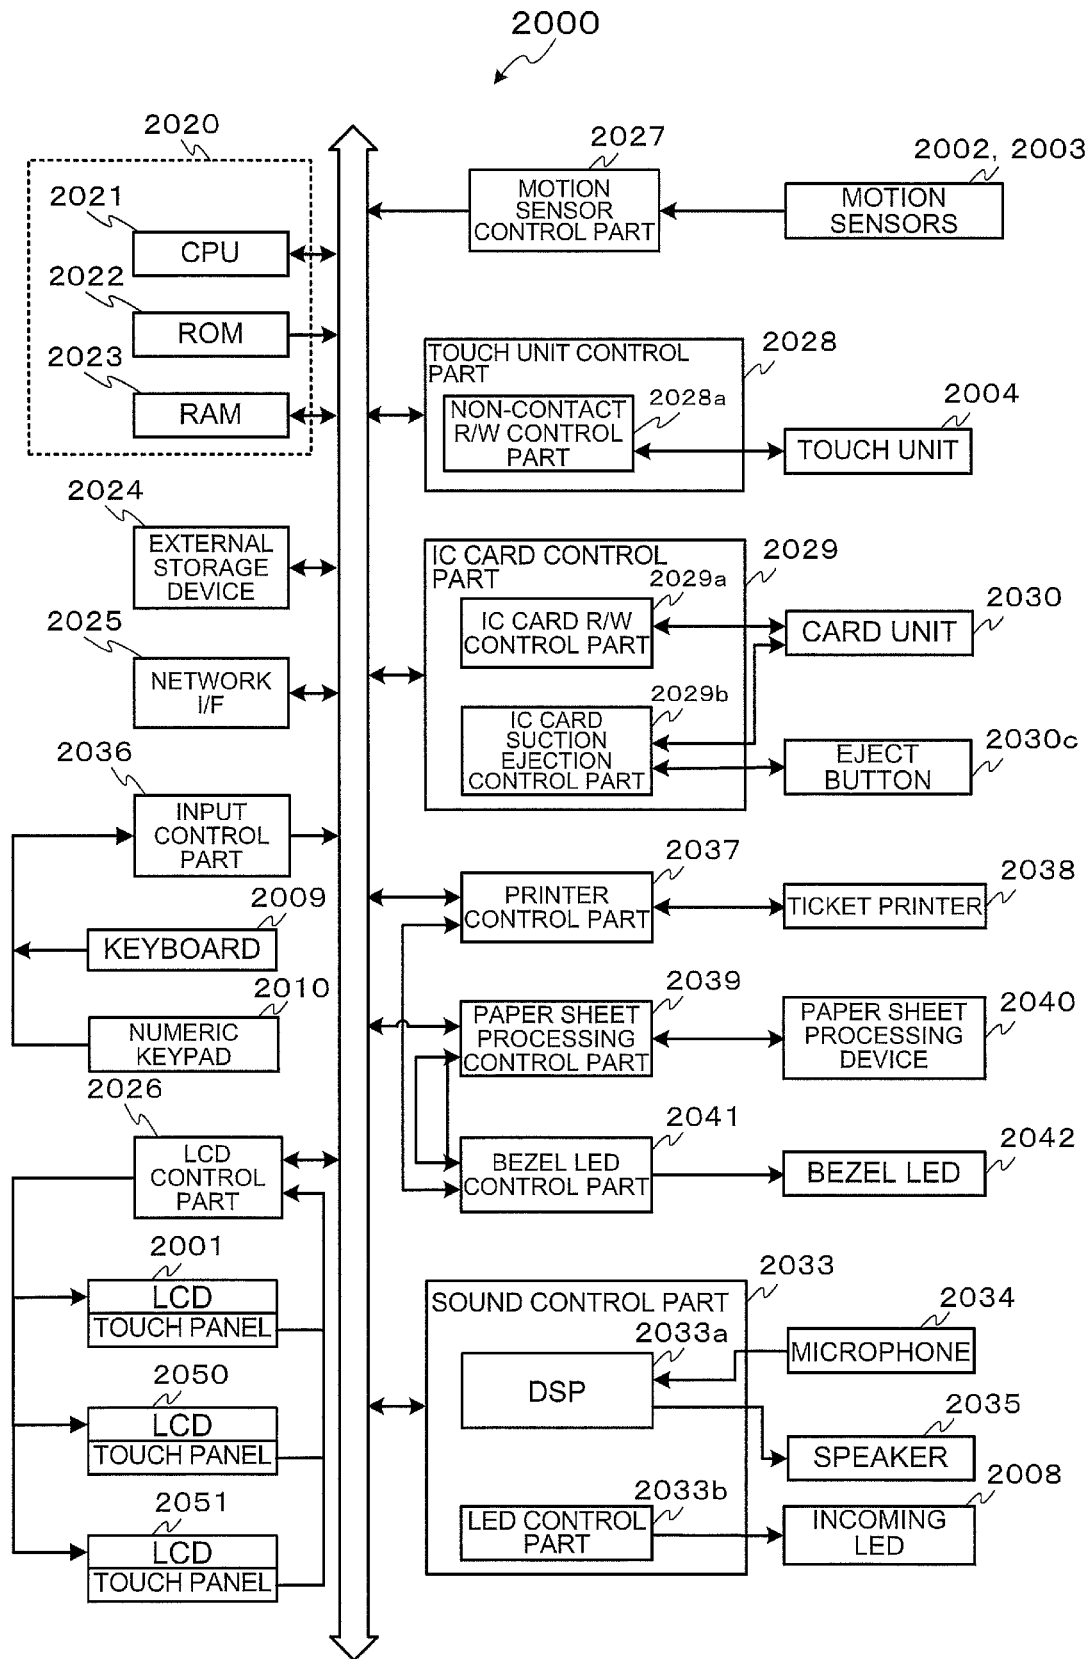 2000
2020
2021
CPU
2022
ROM
2023
RAM
2024
EXTERNAL
STORAGE
DEVICE
2025
NETWORK
I/F
2036
INPUT
CONTROL
PART
2009
KEYBOARD
2010
NUMERIC
KEYPAD
2026
LCD
CONTROL
PART
2001
LCD
TOUCH PANEL
2050
LCD
TOUCH PANEL
2051
LCD
TOUCH PANEL
2027
MOTION
SENSOR
CONTROL PART
2002, 2003
MOTION
SENSORS
2028
TOUCH UNIT CONTROL
PART
2028a
NON-CONTACT
R/W CONTROL
PART
2004
TOUCH UNIT
2029
IC CARD CONTROL
PART
2029a
IC CARD R/W
CONTROL PART
2030
CARD UNIT
2029b
IC CARD
SUCTION
EJECTION
CONTROL PART
2030c
EJECT
BUTTON
2037
PRINTER
CONTROL PART
2038
TICKET PRINTER
2039
PAPER SHEET
PROCESSING
CONTROL PART
2040
PAPER SHEET
PROCESSING
DEVICE
2041
BEZEL LED
CONTROL PART
2042
BEZEL LED
2033
SOUND CONTROL PART
2033a
DSP
2034
MICROPHONE
2035
SPEAKER
2033b
LED CONTROL
PART
2008
INCOMING
LED